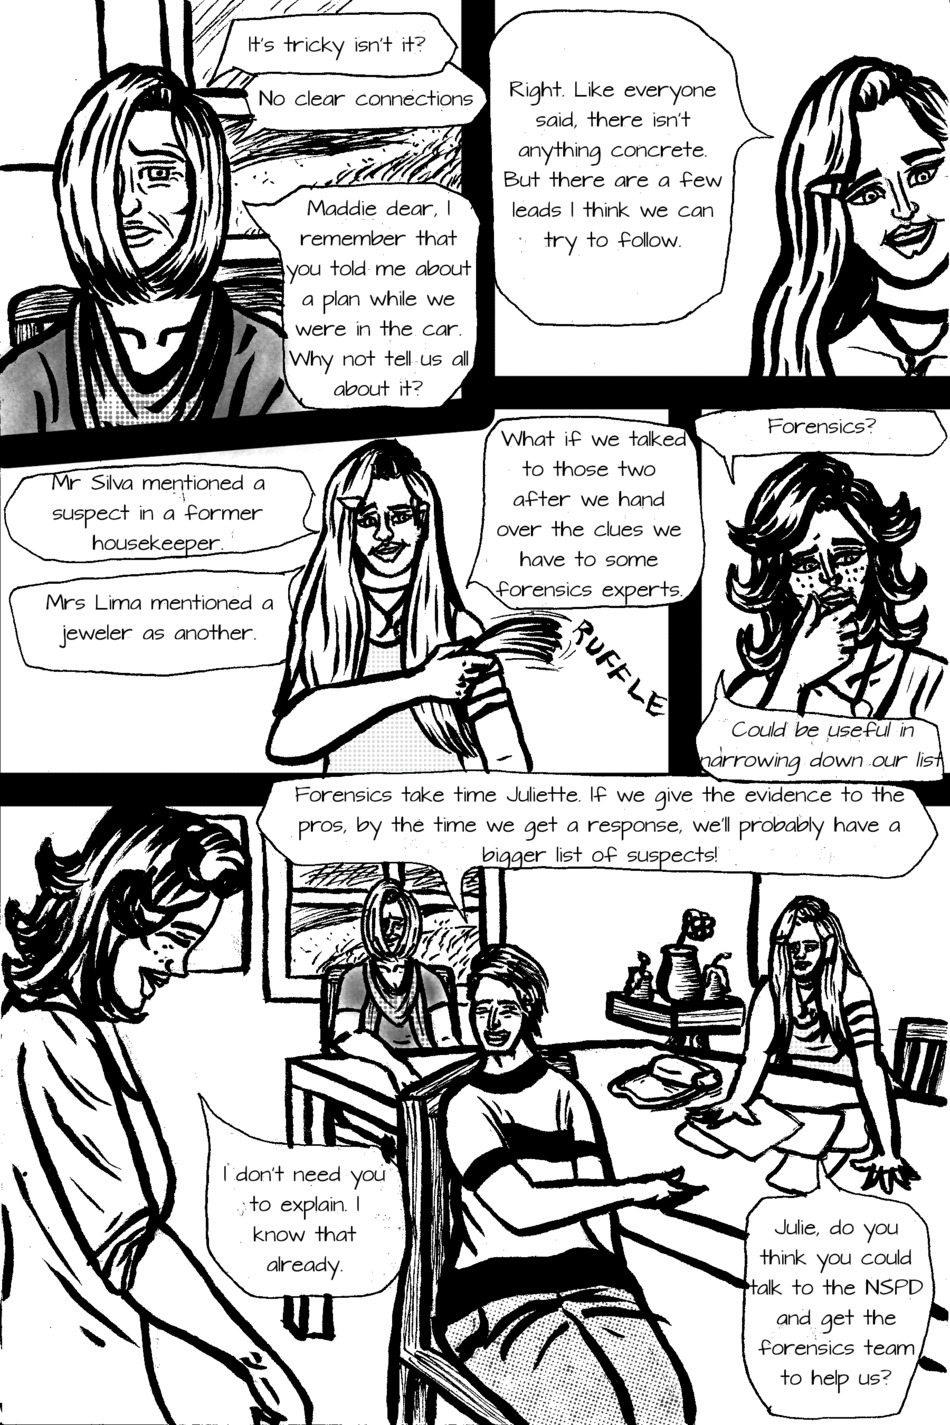 It's tricky isn't it?
No clear connections
Maddie dear, I
remember that
you told me about
a plan while we
were in the car.
Why not tell us all
about it?
Right. Like everyone
said, there isn't
anything concrete.
But there are a few
leads I think we can
try to follow.
Mr Silva mentioned a
suspect in a former
housekeeper.
Mrs Lima mentioned a
jeweler as another.
What if we talked
to those two
after we hand
over the clues we
have to some
forensics experts.
RUFFLE
Forensics?
Could be useful in
narrowing down our list
Forensics take time Juliette. If we give the evidence to the
pros, by the time we get a response, we'll probably have a
bigger list of suspects!
I don't need you
to explain. I
know that
already.
Julie, do you
think you could
talk to the NSPD
and get the
forensics team
to help us?